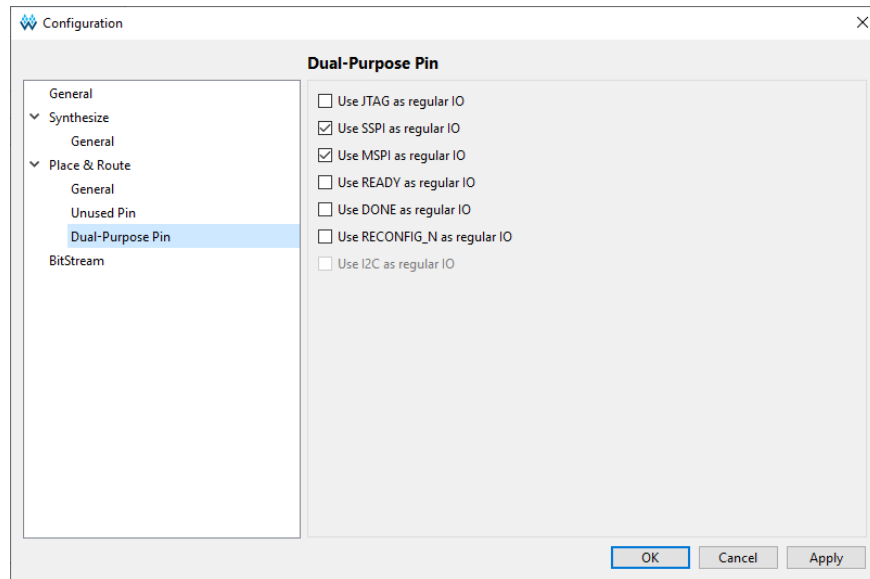 Configuration
Dual-Purpose Pin
General
Synthesize
General
Place & Route
General
Unused Pin
Dual-Purpose Pin
BitStream
Use JTAG as regular IO
Use SSPI as regular IO
Use MSPI as regular IO
Use READY as regular IO
Use DONE as regular IO
Use RECONFIG_N as regular IO
Use I2C as regular IO
OK
Cancel
Apply